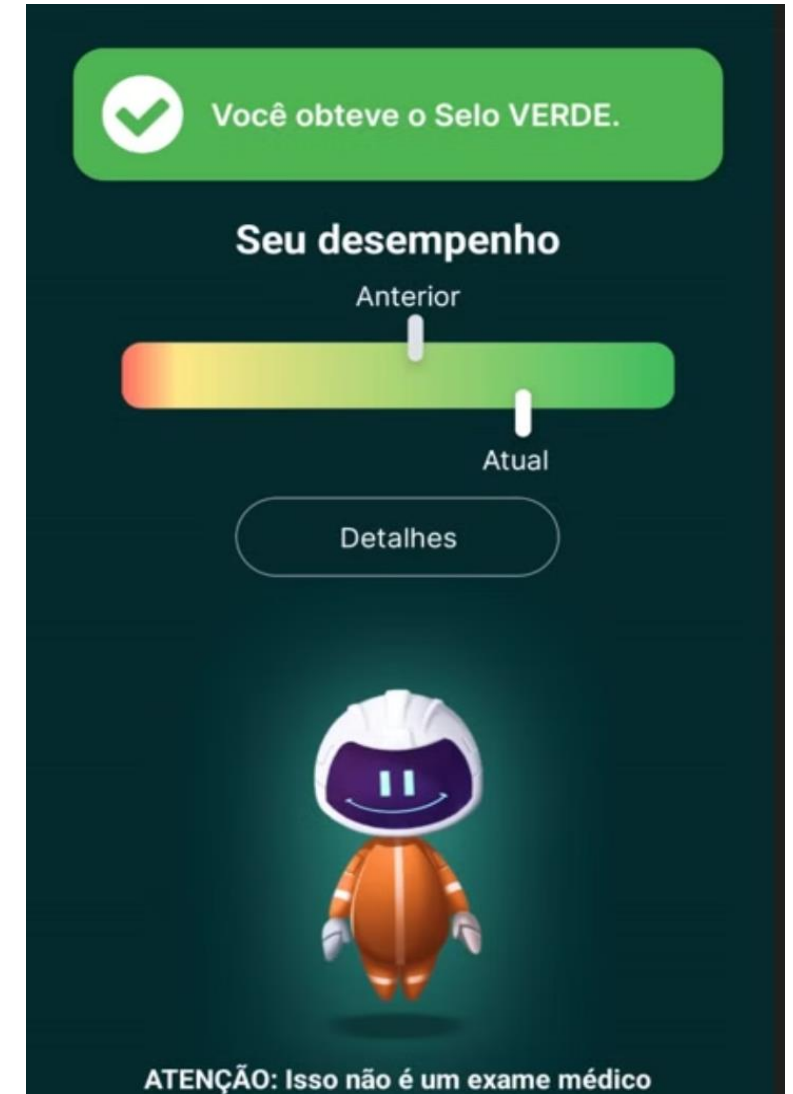 Você obteve o Selo VERDE.
Seu desempenho
Anterior
Atual
Detalhes
ATENÇÃO: Isso não é um exame médico